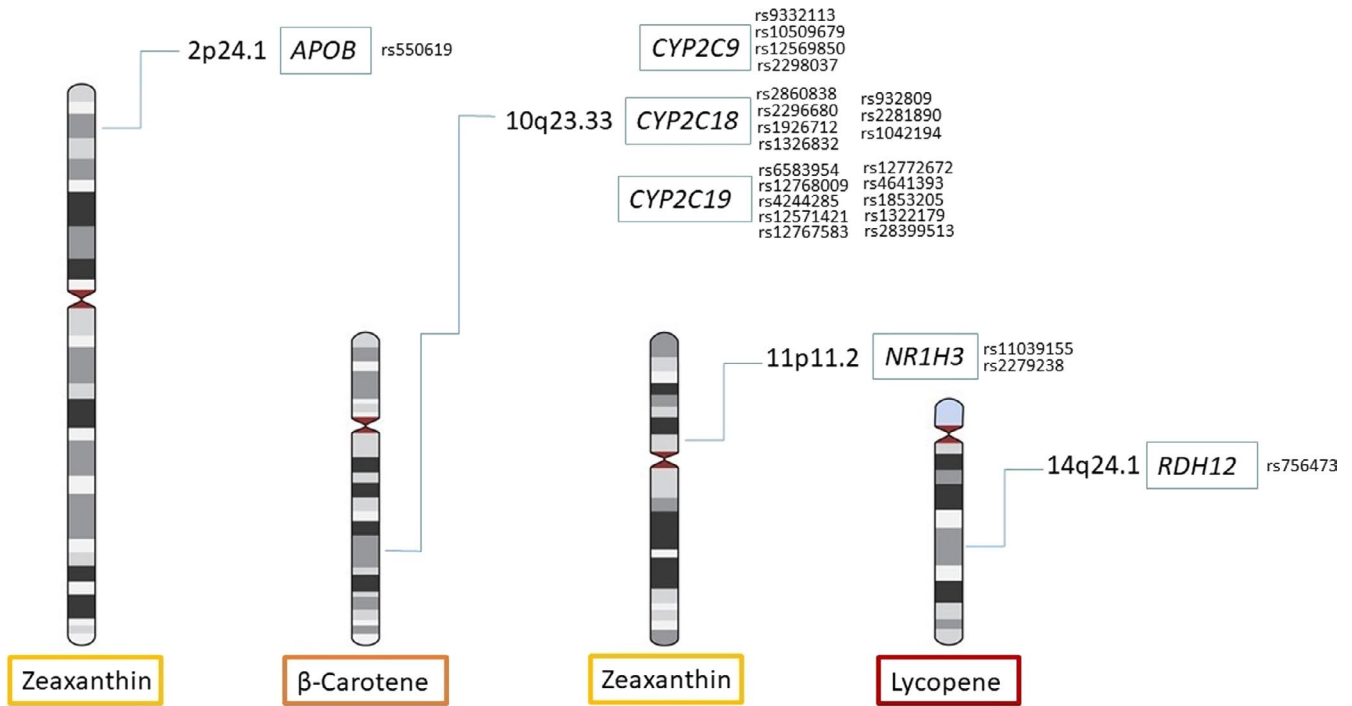 2p24.1 APOB rs550619
10q23.33
CYP2C9
rs9332113
rs10509679
rs12569850
rs2298037
CYP2C18
rs2860838
rs2296680
rs1926712
rs1326832
rs932809
rs2281890
rs1042194
CYP2C19
rs6583954
rs12768009
rs4244285
rs12571421
rs12767583
rs12772672
rs4641393
rs1853205
rs1322179
rs28399513
11p11.2 NR1H3
rs11039155
rs2279238
14q24.1 RDH12 rs756473
Zeaxanthin
β-Carotene
Zeaxanthin
Lycopene